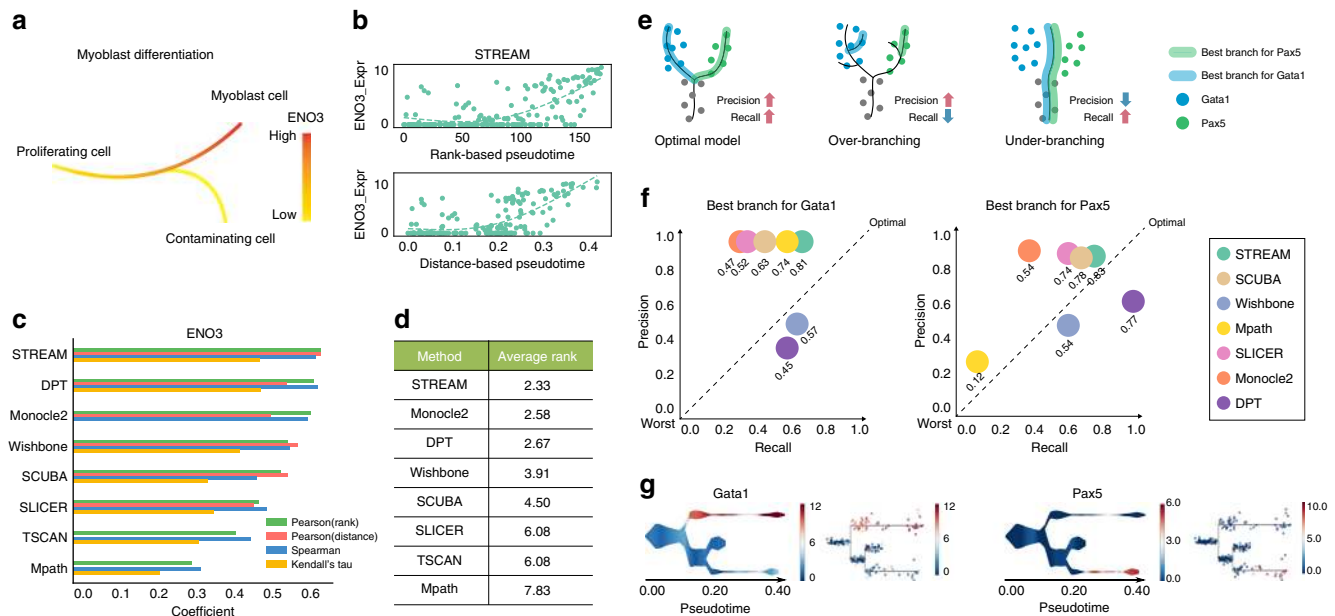 a
Myoblast differentiation
Myoblast cell
ENO3
High
Proliferating cell
Low
Contaminating cell
b
STREAM
ENO3_Expr
10
0
0 50 100 150
Rank-based pseudotime
ENO3_Expr
10
0
0.0 0.1 0.2 0.3 0.4
Distance-based pseudotime
c
ENO3
STREAM
DPT
Monocle2
Wishbone
SCUBA
SLICER
TSCAN
Mpath
Pearson(rank)
Pearson(distance)
Spearman
Kendall's tau
0.0 0.1 0.2 0.3 0.4 0.5 0.6
Coefficient
d
Method Average rank
STREAM 2.33
Monocle2 2.58
DPT 2.67
Wishbone 3.91
SCUBA 4.50
SLICER 6.08
TSCAN 6.08
Mpath 7.83
e
Precision
Recall
Optimal model
Precision
Recall
Over-branching
Precision
Recall
Under-branching
Best branch for Pax5
Best branch for Gata1
Gata1
Pax5
f
Best branch for Gata1
Optimal
1.0
0.8
0.6
0.4
0.2
0.0
Precision
0.47 0.52 0.63 0.74 0.81
0.57
0.45
Worst
0.0 0.2 0.4 0.6 0.8 1.0
Recall
Best branch for Pax5
Optimal
1.0
0.8
0.6
0.4
0.2
0.0
Precision
0.54 0.74 0.78 0.83
0.77
0.54
0.12
Worst
0.0 0.2 0.4 0.6 0.8 1.0
Recall
STREAM
SCUBA
Wishbone
Mpath
SLICER
Monocle2
DPT
g
Gata1
12
6
0
12
6
0
0.00 0.20 0.40
Pseudotime
Pax5
6.0
3.0
0.0
10.0
5.0
0.0
0.00 0.20 0.40
Pseudotime